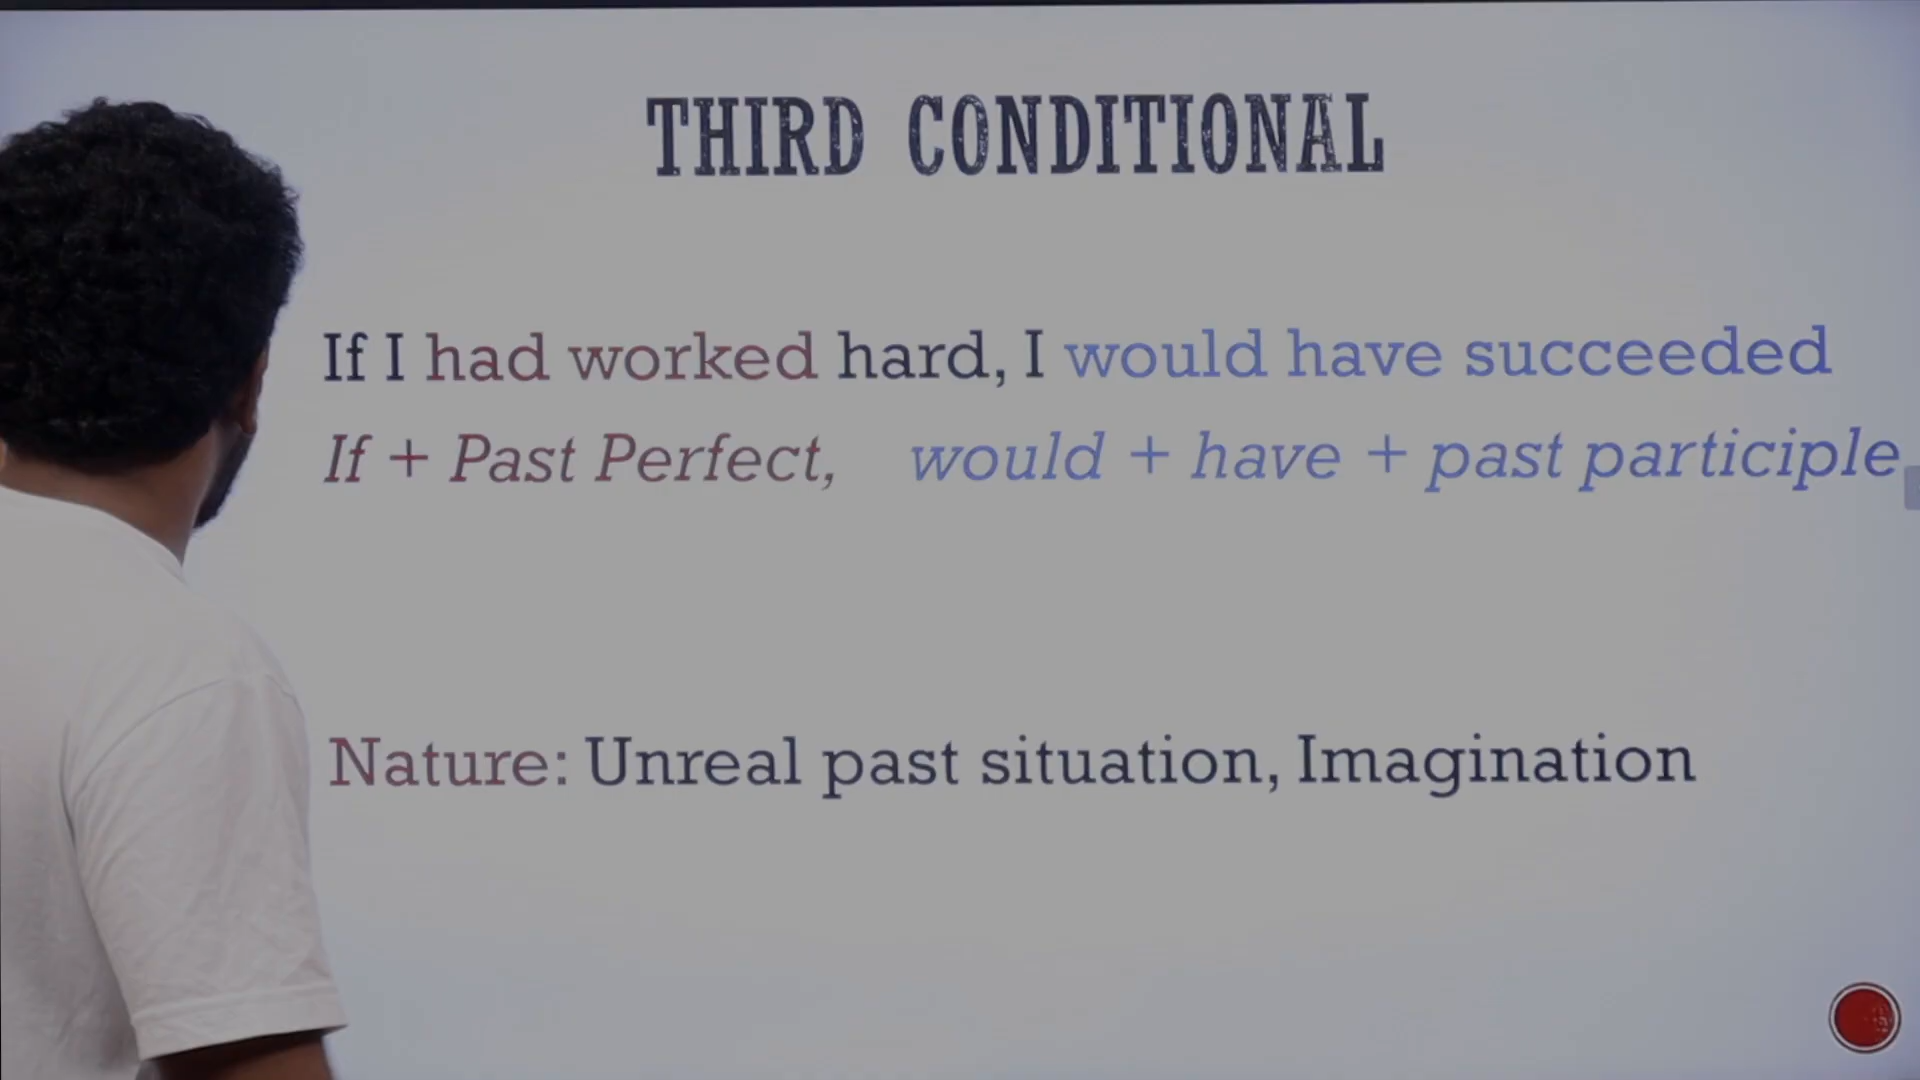 THIRD CONDITIONAL
If I had worked hard, I would have succeeded
If + Past Perfect, would + have + past participle
Nature: Unreal past situation, Imagination